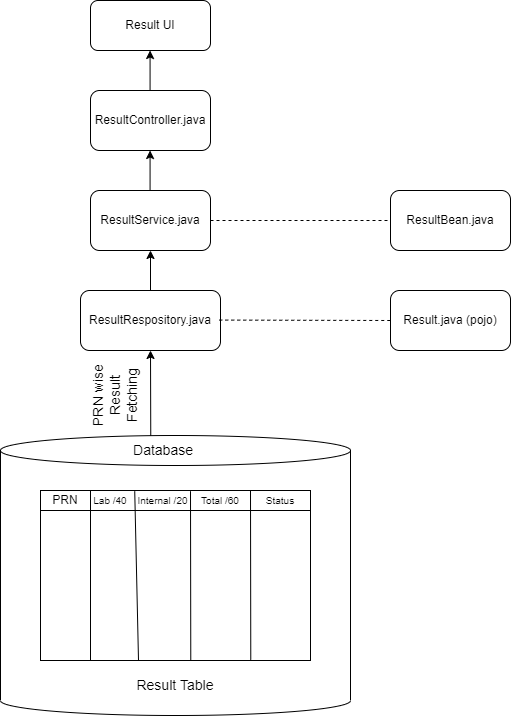 Result UI
ResultController.java
ResultService.java
ResultBean.java
ResultRespository.java
Result.java (pojo)
PRN wise
Result
Fetching
Database
PRN
Lab /40
Internal /20
Total /60
Status
Result Table